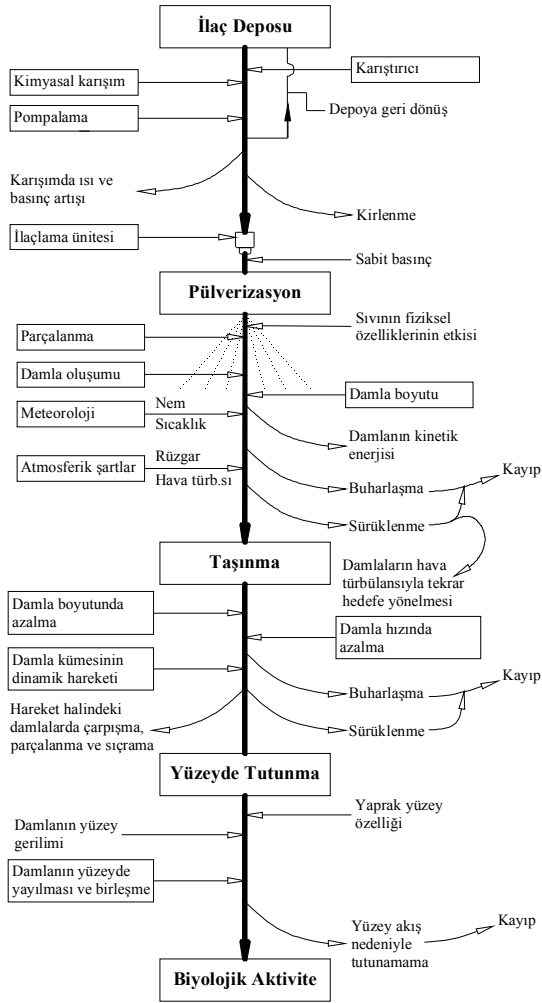 İlaç Deposu
Kimyasal karışım
Karıştırıcı
Pompalama
Depoya geri dönüş
Karışımda ısı ve
basınç artışı
Kirlenme
İlaçlama ünitesi
Sabit basınç
Pülverizasyon
Sıvının fiziksel
özelliklerinin etkisi
Parçalanma
Damla oluşumu
Damla boyutu
Meteoroloji
Nem
Sıcaklık
Damlanın kinetik
enerjisi
Atmosferik şartlar
Rüzgar
Hava türb.sı
Buharlaşma
Kayıp
Sürüklenme
Taşınma
Damlaların hava
türbülansıyla tekrar
hedefe yönelmesi
Damla boyutunda
azalma
Damla hızında
azalma
Damla kümesinin
dinamik hareketi
Buharlaşma
Kayıp
Hareket halindeki
damlalarda çarpışma,
parçalanma ve sıçrama
Sürüklenme
Yüzeyde Tutunma
Yaprak yüzey
özelliği
Damlanın yüzey
gerilimi
Damlanın yüzeyde
yayılması ve birleşme
Yüzey akış
nedeniyle
tutunamama
Kayıp
Biyolojik Aktivite